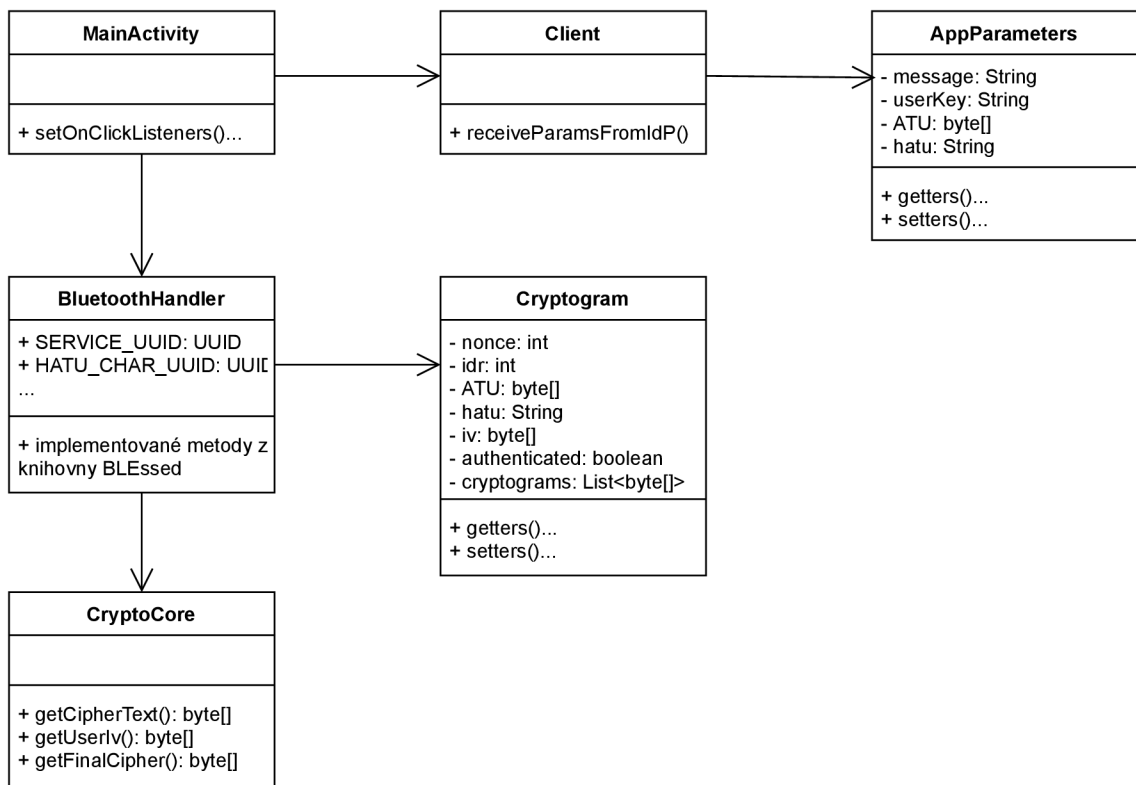 MainActivity
+ setOnClickListeners()...
Client
+ receiveParamsFromIdP()
AppParameters
- message: String
- userKey: String
- ATU: byte[]
- hatu: String
+ getters()...
+ setters()...
BluetoothHandler
+ SERVICE_UUID: UUID
+ HATU_CHAR_UUID: UUID
...
+ implementované metody z
knihovny BLEssed
Cryptogram
- nonce: int
- idr: int
- ATU: byte[]
- hatu: String
- iv: byte[]
- authenticated: boolean
- cryptograms: List<byte[]>
+ getters()...
+ setters()...
CryptoCore
+ getCipherText(): byte[]
+ getUserIv(): byte[]
+ getFinalCipher(): byte[]